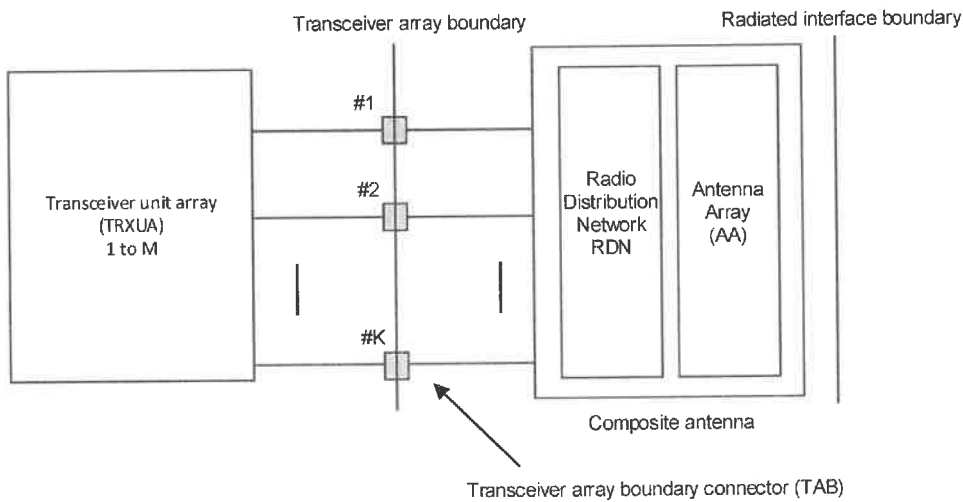 Transceiver array boundary
Radiated interface boundary
#1
#2
#K
Transceiver unit array
(TRXUA)
1 to M
Radio
Distribution
Network
RDN
Antenna
Array
(AA)
Composite antenna
Transceiver array boundary connector (TAB)